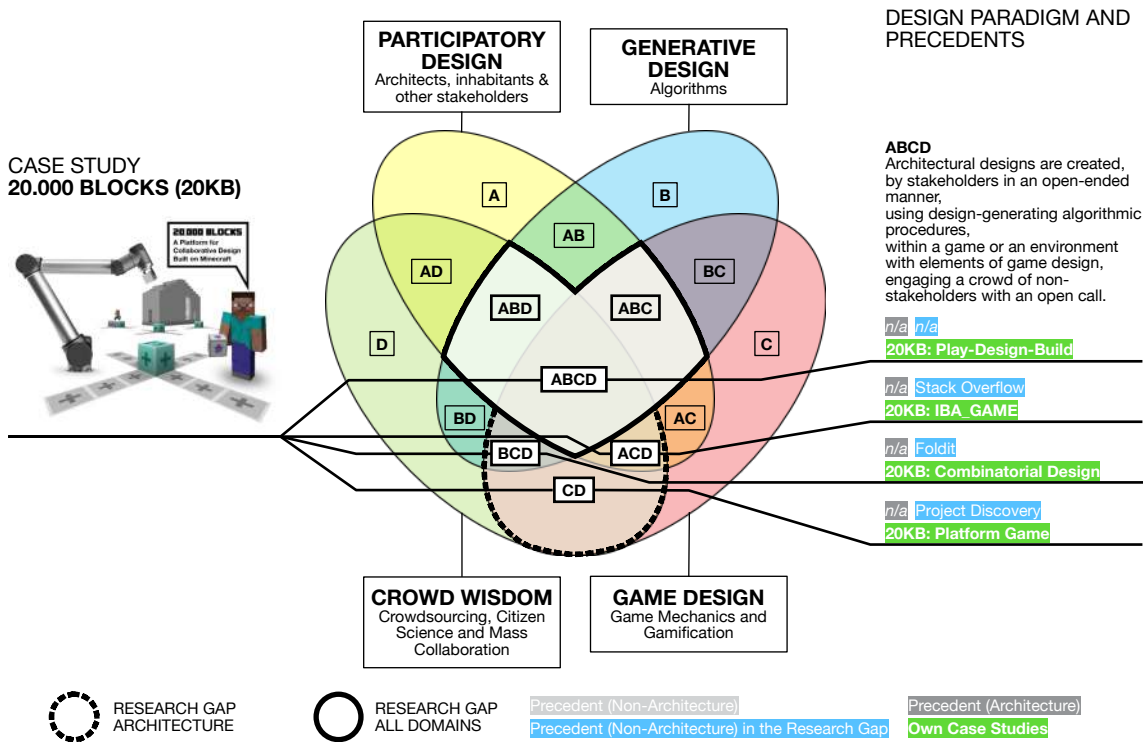 DESIGN PARADIGM AND
PRECEDENTS
PARTICIPATORY
DESIGN
Architects, inhabitants &
other stakeholders
GENERATIVE
DESIGN
Algorithms
CASE STUDY
20.000 BLOCKS (20KB)
20.000 BLOCKS
A Platform for
Collaborative Design
Built on Minecraft
A
B
AB
AD
BC
ABD
ABC
D
C
ABCD
BD
AC
BCD
ACD
CD
ABCD
Architectural designs are created,
by stakeholders in an open-ended
manner,
using design-generating algorithmic
procedures,
within a game or an environment
with elements of game design,
engaging a crowd of non-
stakeholders with an open call.
n/a n/a
20KB: Play-Design-Build
n/a Stack Overflow
20KB: IBA_GAME
n/a Foldit
20KB: Combinatorial Design
n/a Project Discovery
20KB: Platform Game
CROWD WISDOM
Crowdsourcing, Citizen
Science and Mass
Collaboration
GAME DESIGN
Game Mechanics and
Gamification
RESEARCH GAP
ARCHITECTURE
RESEARCH GAP
ALL DOMAINS
Precedent (Non-Architecture)
Precedent (Non-Architecture) in the Research Gap
Precedent (Architecture)
Own Case Studies